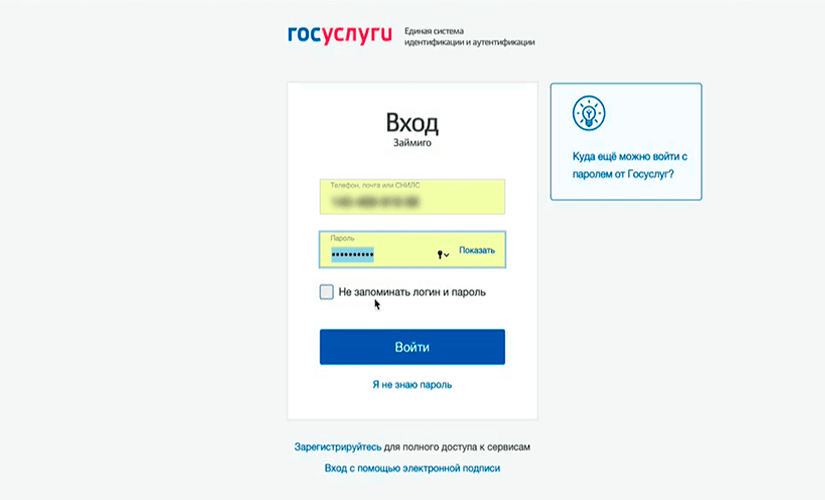 госуслуги
Единая система
идентификации и аутентификации
Вход
Займиго
Телефон, почта или СНИЛС
Пароль
Показать
Не запоминать логин и пароль
Войти
Я не знаю пароль
Куда ещё можно войти с
паролем от Госуслуг?
Зарегистрируйтесь для полного доступа к сервисам
Вход с помощью электронной подписи